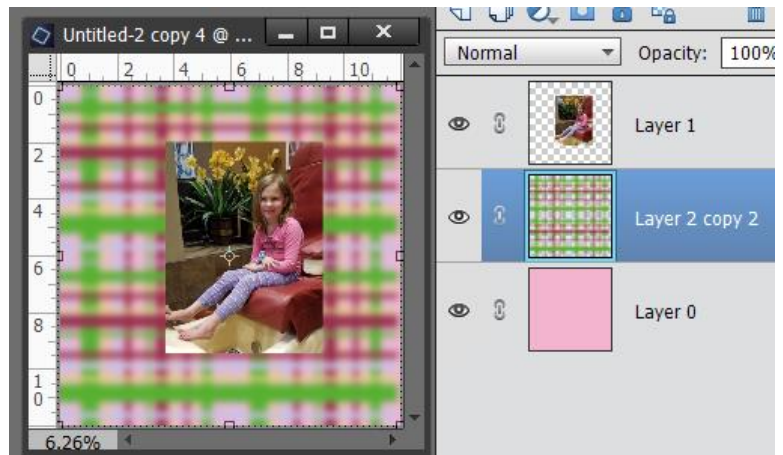 Untitled-2 copy 4 @ ...
0 2 4 6 8 10
0
2
4
6
8
1
0
6.26%
Normal Opacity: 100%
Layer 1
Layer 2 copy 2
Layer 0